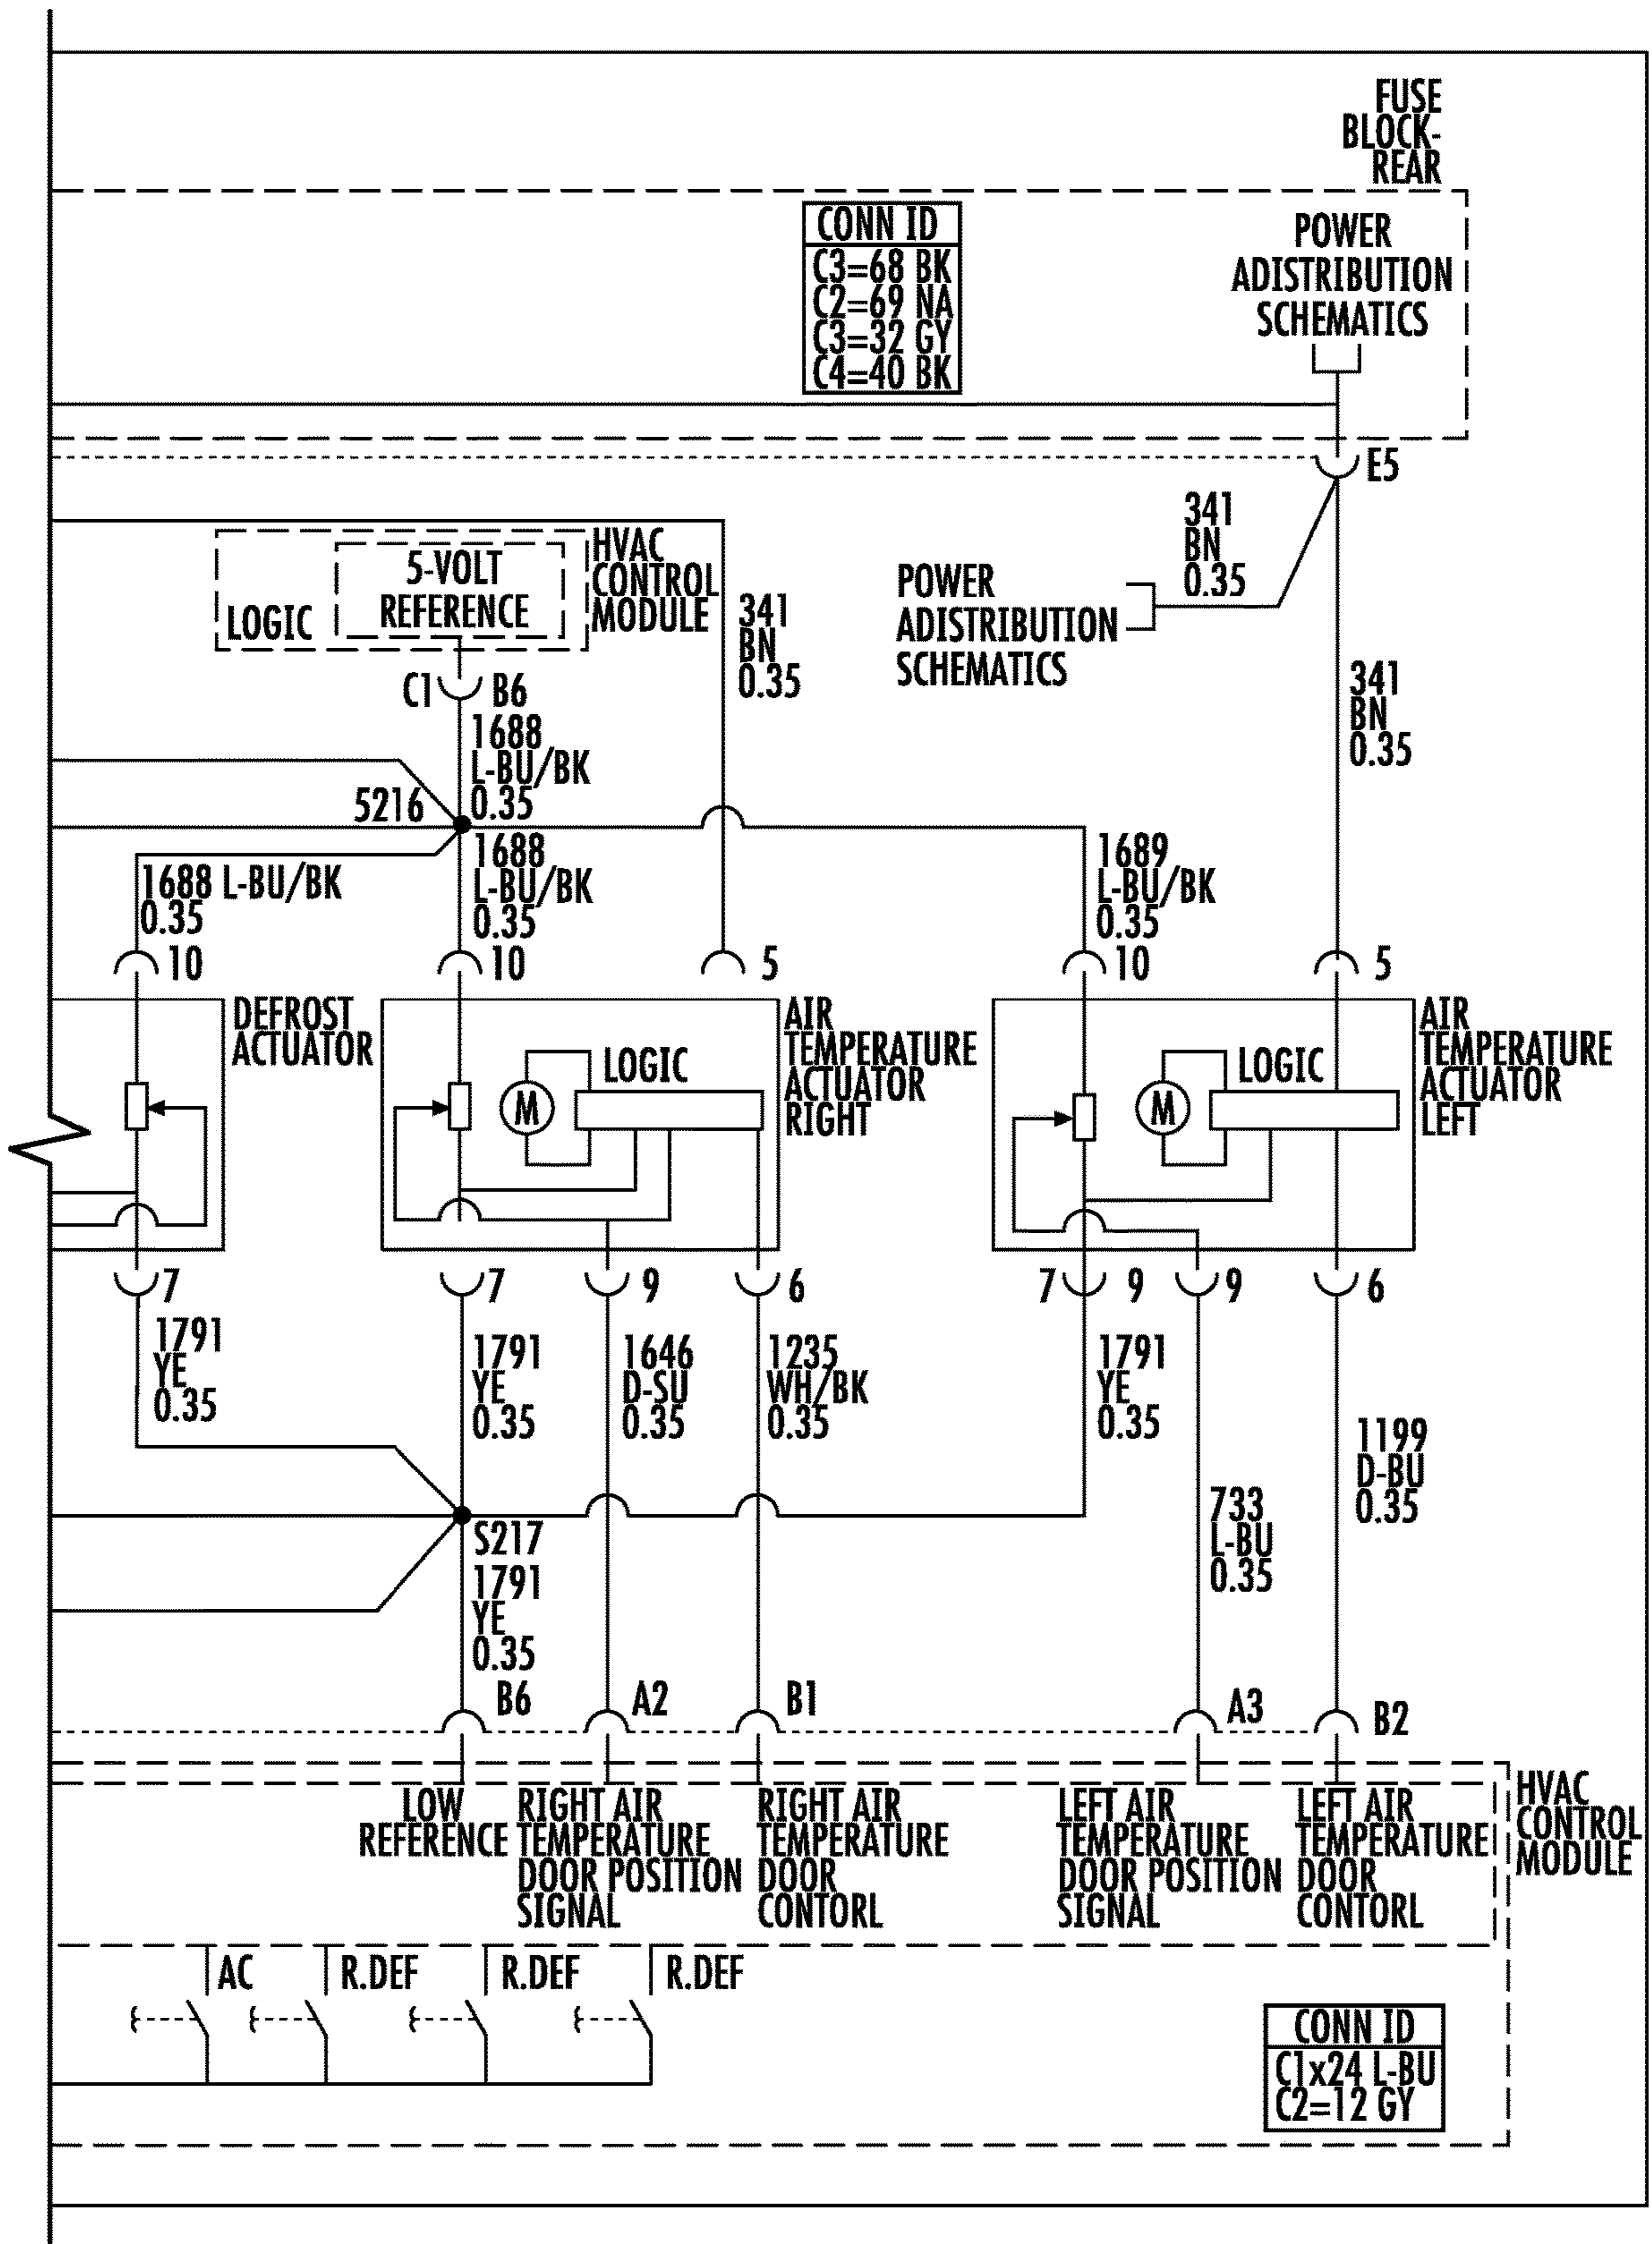 FUSE
BLOCK-
REAR
CONN ID
C3=68 BK
C2=69 NA
C3=32 GY
C4=40 BK
POWER
ADISTRIBUTION
SCHEMATICS
E5
341
BN
0.35
POWER
ADISTRIBUTION
SCHEMATICS
HVAC
CONTROL
MODULE
5-VOLT
REFERENCE
LOGIC
341
BN
0.35
341
BN
0.35
C1
B6
1688
L-BU/BK
0.35
5216
1688 L-BU/BK
0.35
1688
L-BU/BK
0.35
1689
L-BU/BK
0.35
10
10
5
10
5
DEFROST
ACTUATOR
LOGIC
M
AIR
TEMPERATURE
ACTUATOR
RIGHT
LOGIC
M
AIR
TEMPERATURE
ACTUATOR
LEFT
7
7
9
6
7
9
9
6
1791
YE
0.35
1791
YE
0.35
1646
D-SU
0.35
1235
WH/BK
0.35
1791
YE
0.35
733
L-BU
0.35
1199
D-BU
0.35
S217
1791
YE
0.35
B6
A2
B1
A3
B2
LOW
REFERENCE
RIGHT AIR
TEMPERATURE
DOOR POSITION
SIGNAL
RIGHT AIR
TEMPERATURE
DOOR
CONTORL
LEFT AIR
TEMPERATURE
DOOR POSITION
SIGNAL
LEFT AIR
TEMPERATURE
DOOR
CONTORL
HVAC
CONTROL
MODULE
AC
R.DEF
R.DEF
R.DEF
CONN ID
C1x24 L-BU
C2=12 GY